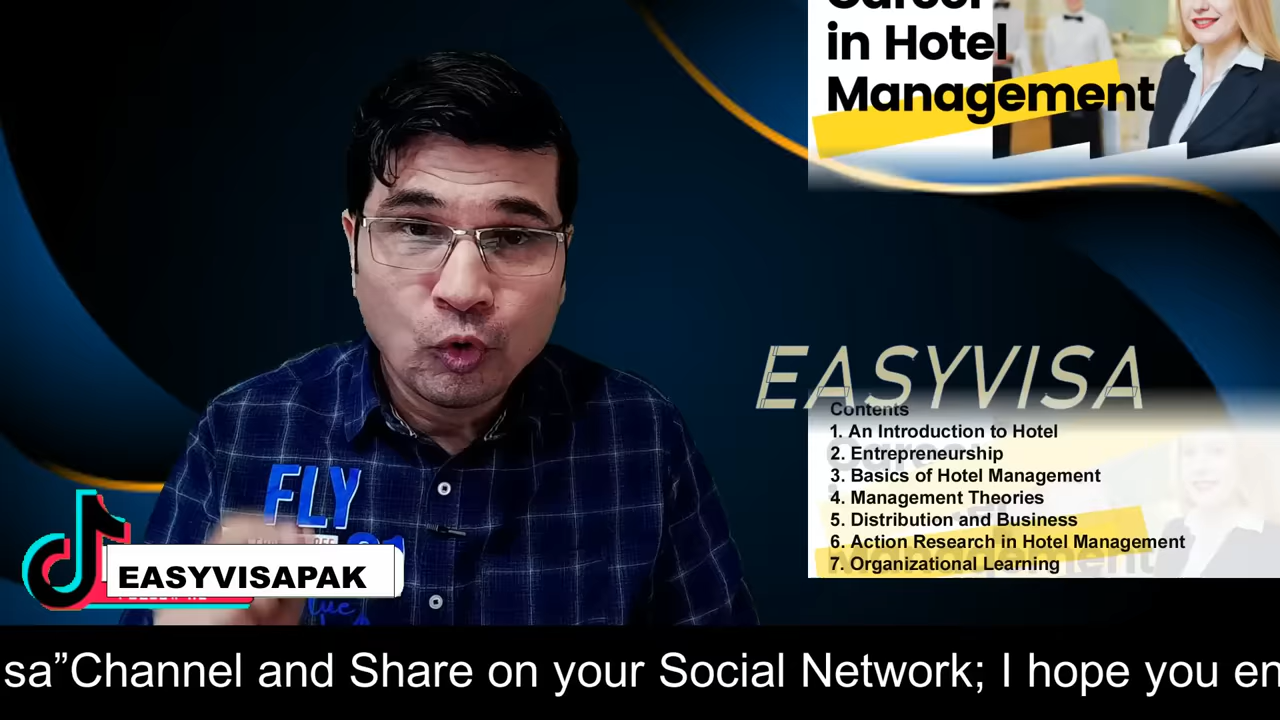 in Hotel
Management
EASYVISA
Contents
1. An Introduction to Hotel
2. Entrepreneurship
3. Basics of Hotel Management
4. Management Theories
5. Distribution and Business
6. Action Research in Hotel Management
7. Organizational Learning
FLY
EASYVISAPAK
sa”Channel and Share on your Social Network; I hope you en